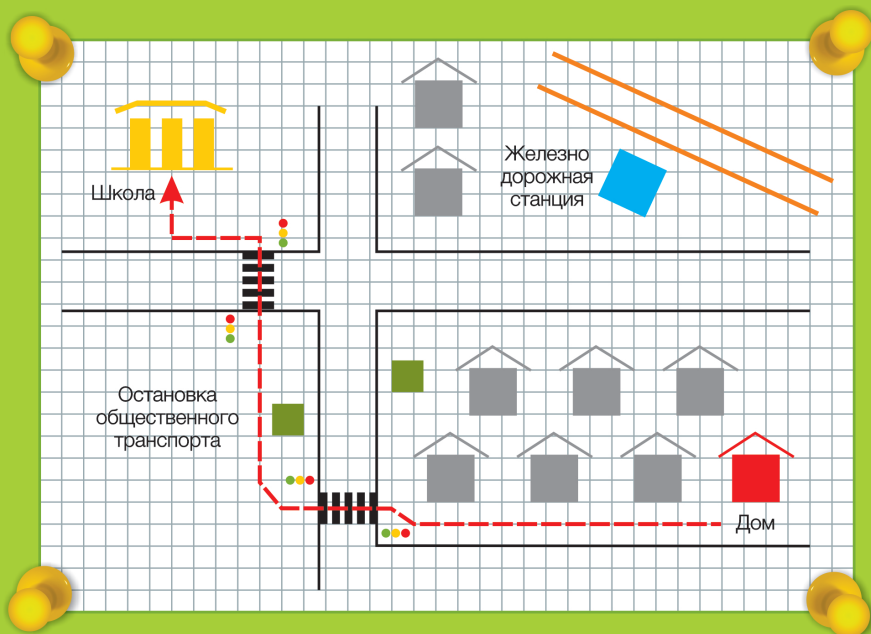 Железно
дорожная
станция
Школа
Остановка
общественного
транспорта
Дом